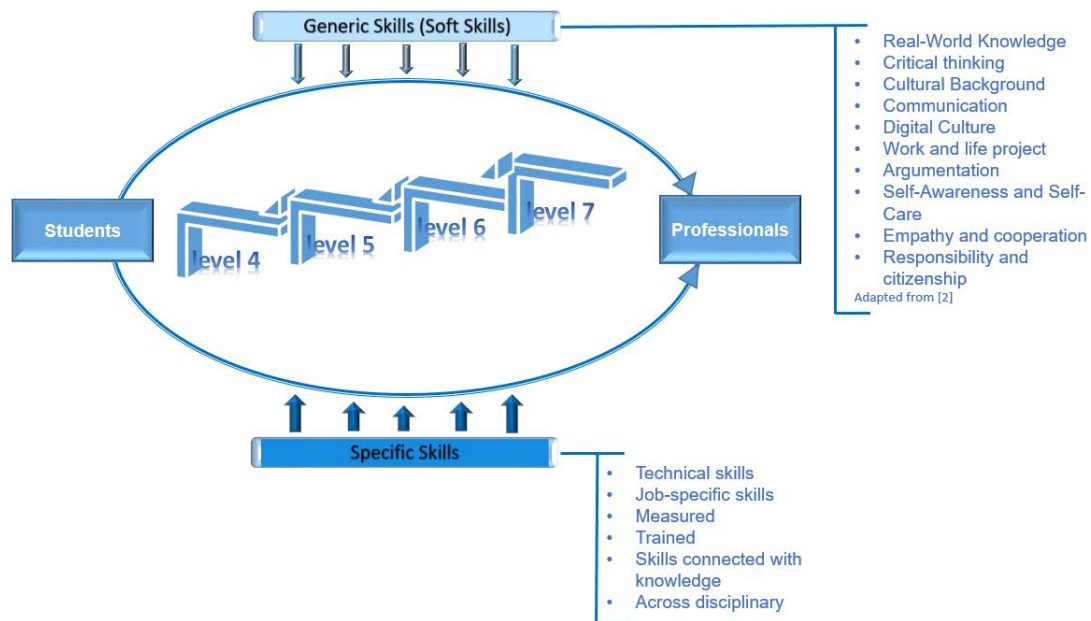 Generic Skills (Soft Skills)
• Real-World Knowledge
• Critical thinking
• Cultural Background
• Communication
• Digital Culture
• Work and life project
• Argumentation
• Self-Awareness and Self-
Care
• Empathy and cooperation
• Responsibility and
citizenship
Adapted from [2]
Students
level 4
level 5
level 6
level 7
Professionals
Specific Skills
• Technical skills
• Job-specific skills
• Measured
• Trained
• Skills connected with
knowledge
• Across disciplinary